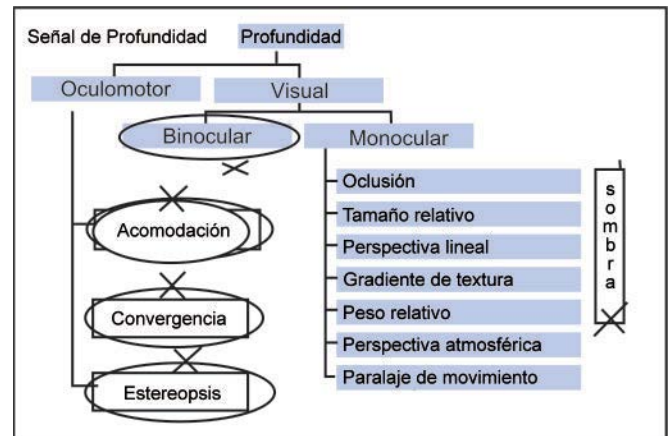 Señal de Profundidad
Profundidad
Oculomotor
Visual
Binocular
Monocular
Acomodación
Convergencia
Estereopsis
Oclusión
Tamaño relativo
Perspectiva lineal
Gradiente de textura
Peso relativo
Perspectiva atmosférica
Paralaje de movimiento
sombra